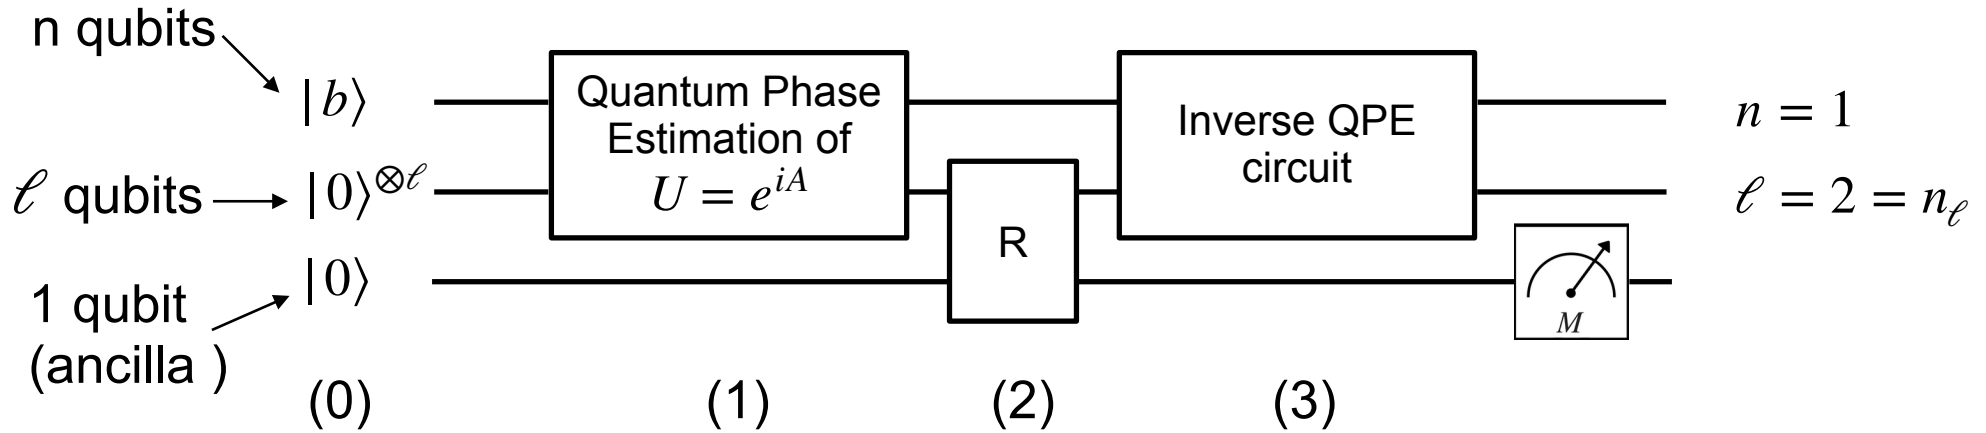 n qubits
|b⟩
ℓ qubits
|0⟩⊗ℓ
1 qubit
(ancilla )
|0⟩
Quantum Phase
Estimation of
U = e^{iA}
R
Inverse QPE
circuit
M
n = 1
ℓ = 2 = n_ℓ
(0)
(1)
(2)
(3)